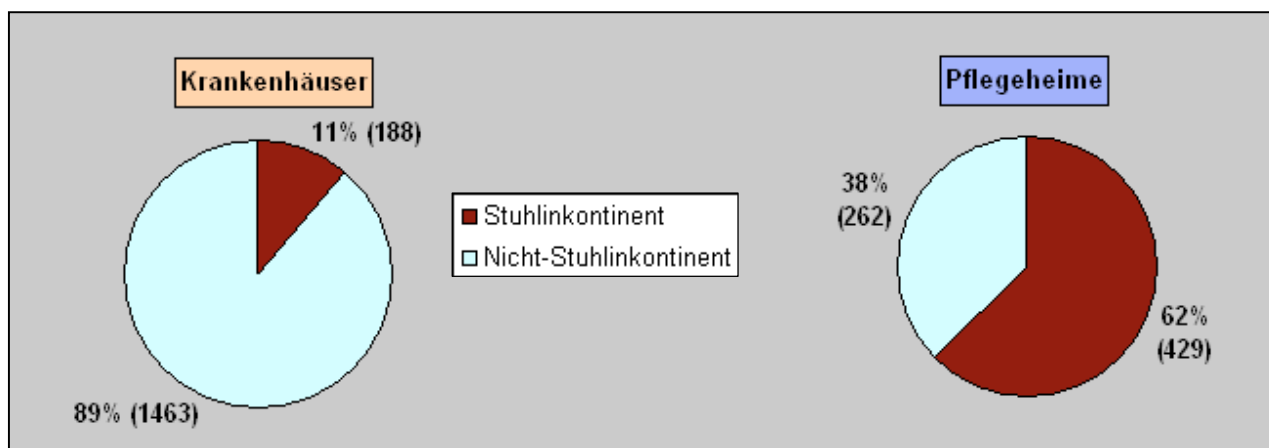 Krankenhäuser
11% (188)
89% (1463)
Stuhlinkontinent
Nicht-Stuhlinkontinent
Pflegeheime
38%
(262)
62%
(429)